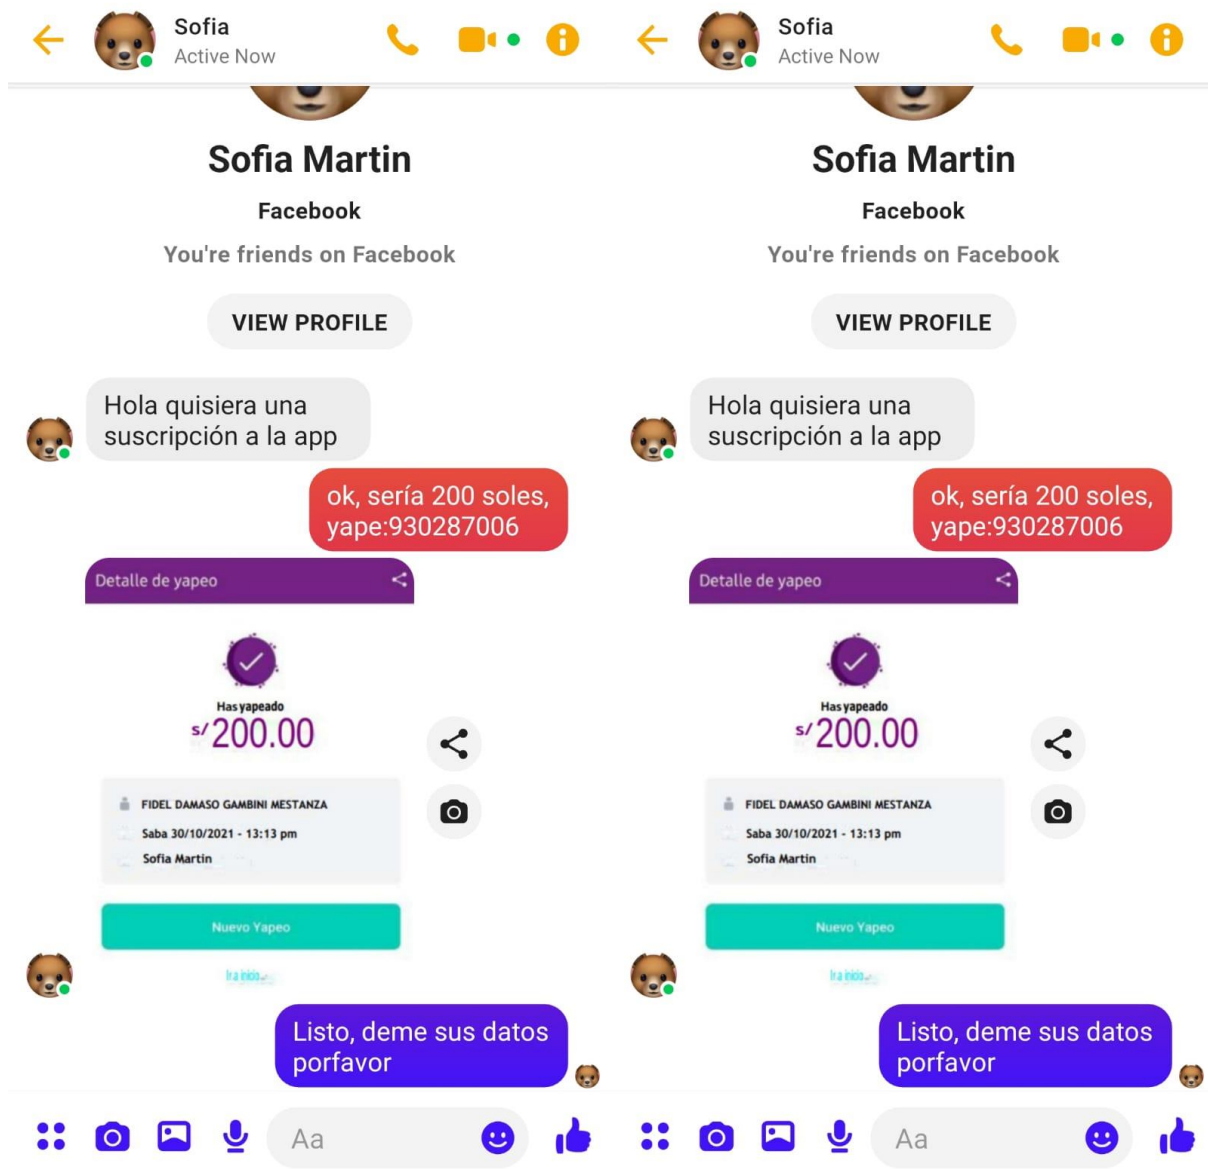 Sofia
Active Now
Sofia Martin
Facebook
You're friends on Facebook
VIEW PROFILE
Hola quisiera una
suscripción a la app
ok, sería 200 soles,
yape:930287006
Detalle de yapeo
Has yapeado
s/200.00
FIDEL DAMASO GAMBINI MESTANZA
Saba 30/10/2021 - 13:13 pm
Sofia Martin
Nuevo Yapeo
Ir a inicio
Listo, deme sus datos
porfavor
Aa
Sofia
Active Now
Sofia Martin
Facebook
You're friends on Facebook
VIEW PROFILE
Hola quisiera una
suscripción a la app
ok, sería 200 soles,
yape:930287006
Detalle de yapeo
Has yapeado
s/200.00
FIDEL DAMASO GAMBINI MESTANZA
Saba 30/10/2021 - 13:13 pm
Sofia Martin
Nuevo Yapeo
Ir a inicio
Listo, deme sus datos
porfavor
Aa